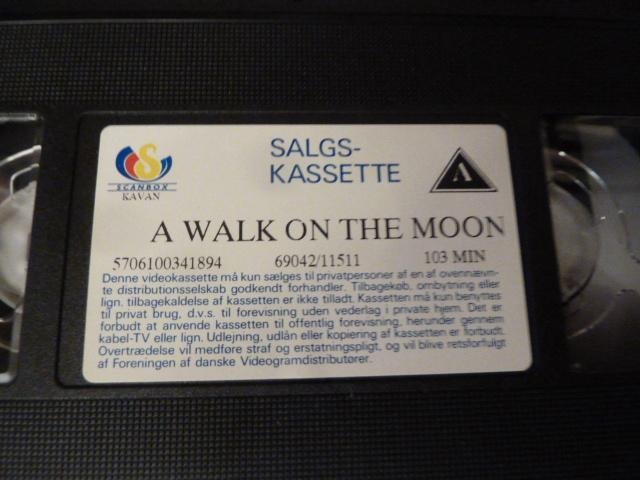 S
SCANBOX
KAVAN
SALGS-
KASSETTE
A
A WALK ON THE MOON
5706100341894 69042/11511 103 MIN
Denne videokassette må kun sælges til privatpersoner af en af ovennævn-
te distributionsselskab godkendt forhandler. Tilbagekøb, ombytning eller
lign. tilbagekaldelse af kassetten er ikke tilladt. Kassetten må kun benyttes
til privat brug, d.v.s. til forevisning uden vederlag i private hjem. Det er
forbudt at anvende kassetten til offentlig forevisning, herunder gennem
kabel-TV eller lign. Udlejning, udlån eller kopiering af kassetten er forbudt.
Overtrædelse vil medføre straf og erstatningspligt, og vil blive retsforfulgt
af Foreningen af danske Videogramdistributører.